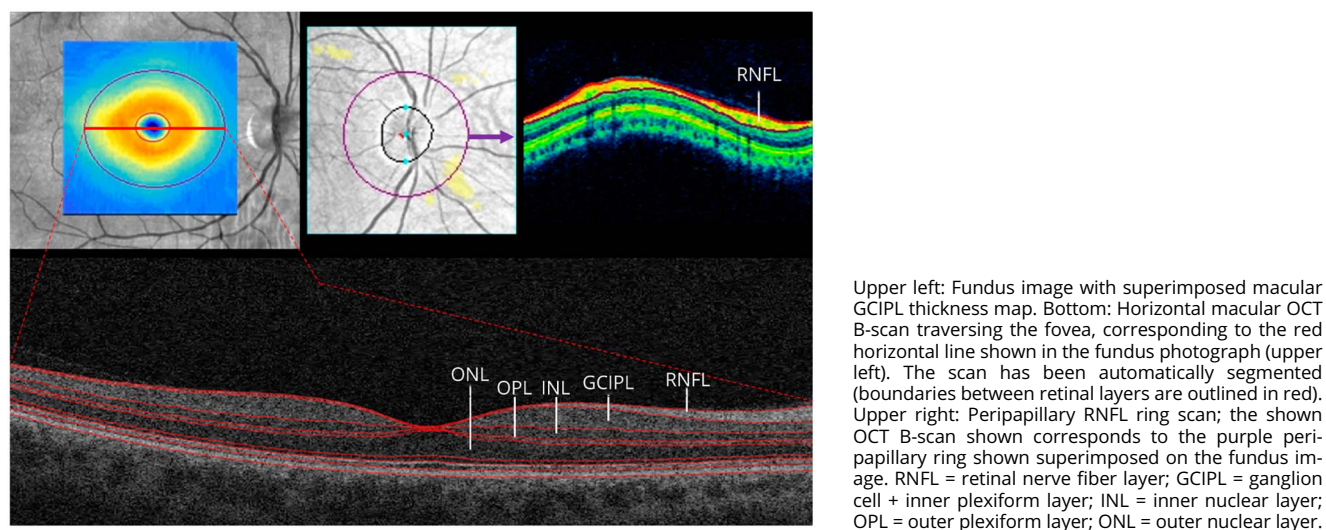 RNFL
ONL
OPL
INL
GCIPL
RNFL
Upper left: Fundus image with superimposed macular
GCIPL thickness map. Bottom: Horizontal macular OCT
B-scan traversing the fovea, corresponding to the red
horizontal line shown in the fundus photograph (upper
left). The scan has been automatically segmented
(boundaries between retinal layers are outlined in red).
Upper right: Peripapillary RNFL ring scan; the shown
OCT B-scan shown corresponds to the purple peri-
papillary ring shown superimposed on the fundus im-
age. RNFL = retinal nerve fiber layer; GCIPL = ganglion
cell + inner plexiform layer; INL = inner nuclear layer;
OPL = outer plexiform layer; ONL = outer nuclear layer.